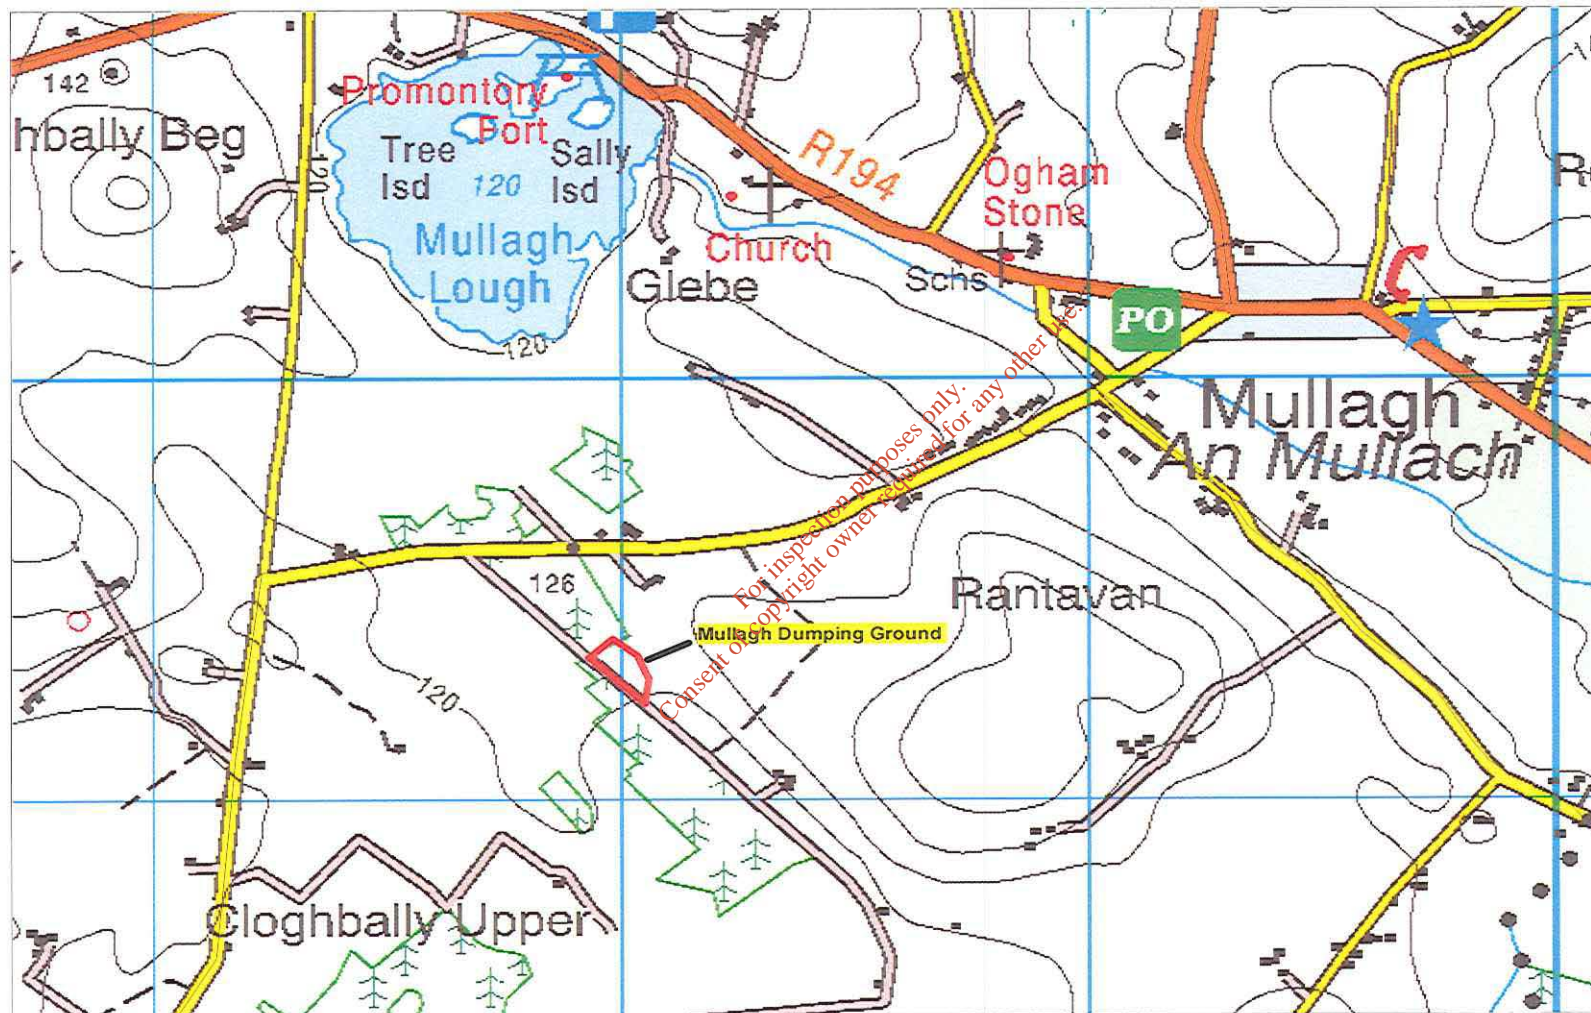 142
hbally Beg
120
Promontory
Fort
Tree
Isd
120
Sally
Isd
Mullagh
Lough
120
Glebe
Church
R194
Ogham
Stone
Schs
PO
Mullagh
An Mullach
126
Rantavan
Mullagh Dumping Ground
120
Cloghbally Upper
For inspection purposes only.
Consent of copyright owner required for any other use.